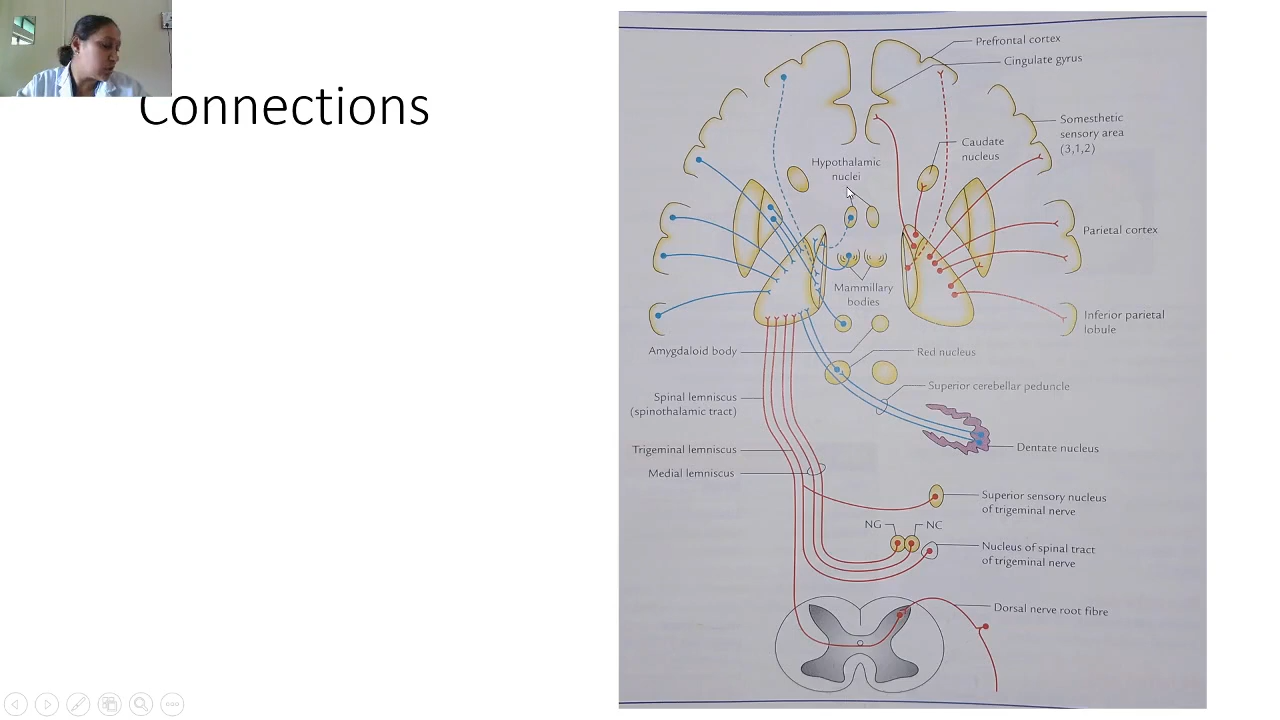 Connections
Prefrontal cortex
Cingulate gyrus
Somesthetic
sensory area
(3,1,2)
Caudate
nucleus
Hypothalamic
nuclei
Parietal cortex
Mammillary
bodies
Inferior parietal
lobule
Amygdaloid body
Red nucleus
Superior cerebellar peduncle
Spinal lemniscus
(spinothalamic tract)
Trigeminal lemniscus
Dentate nucleus
Medial lemniscus
Superior sensory nucleus
of trigeminal nerve
NG
NC
Nucleus of spinal tract
of trigeminal nerve
Dorsal nerve root fibre